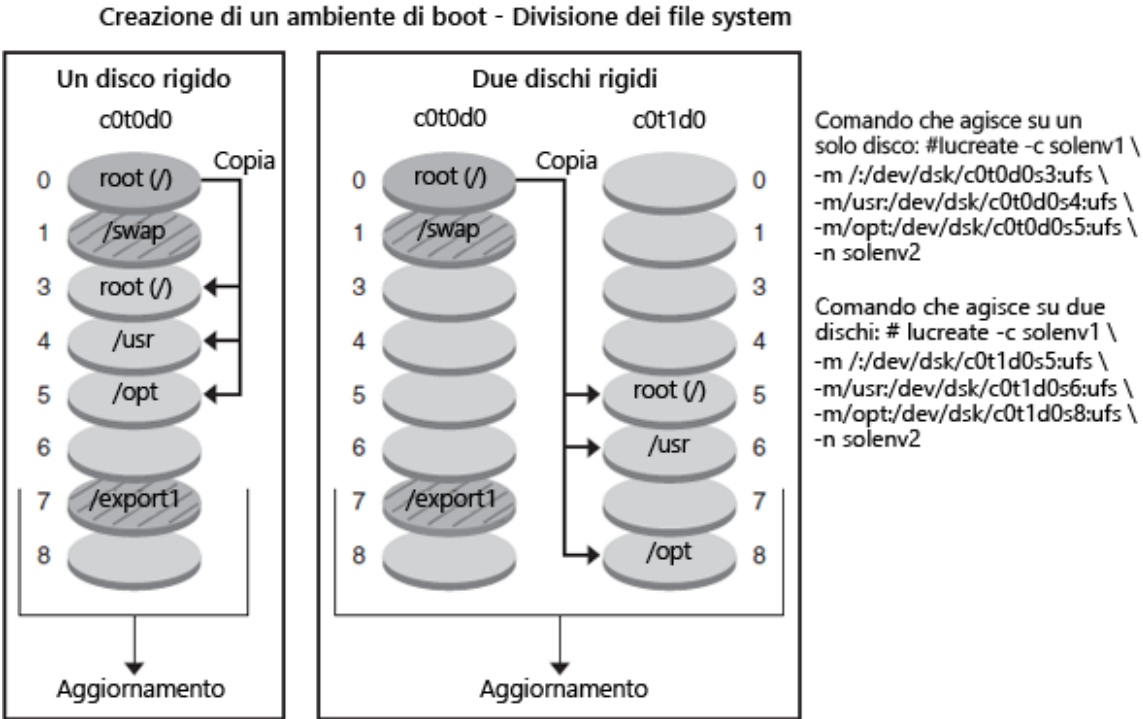 Creazione di un ambiente di boot - Divisione dei file system
Un disco rigido
c0t0d0
Copia
0 root (/)
1 /swap
3 root (/)
4 /usr
5 /opt
6
7 /export1
8
Aggiornamento
Due dischi rigidi
c0t0d0 c0t1d0
Copia
0 root (/) 0
1 /swap 1
3 3
4 4
5 root (/) 5
6 /usr 6
7 /export1 7
8 /opt 8
Aggiornamento
Comando che agisce su un
solo disco: #lucreate -c solenv1 \
-m /:/dev/dsk/c0t0d0s3:ufs \
-m/usr:/dev/dsk/c0t0d0s4:ufs \
-m/opt:/dev/dsk/c0t0d0s5:ufs \
-n solenv2
Comando che agisce su due
dischi: # lucreate -c solenv1 \
-m /:/dev/dsk/c0t1d0s5:ufs \
-m/usr:/dev/dsk/c0t1d0s6:ufs \
-m/opt:/dev/dsk/c0t1d0s8:ufs \
-n solenv2